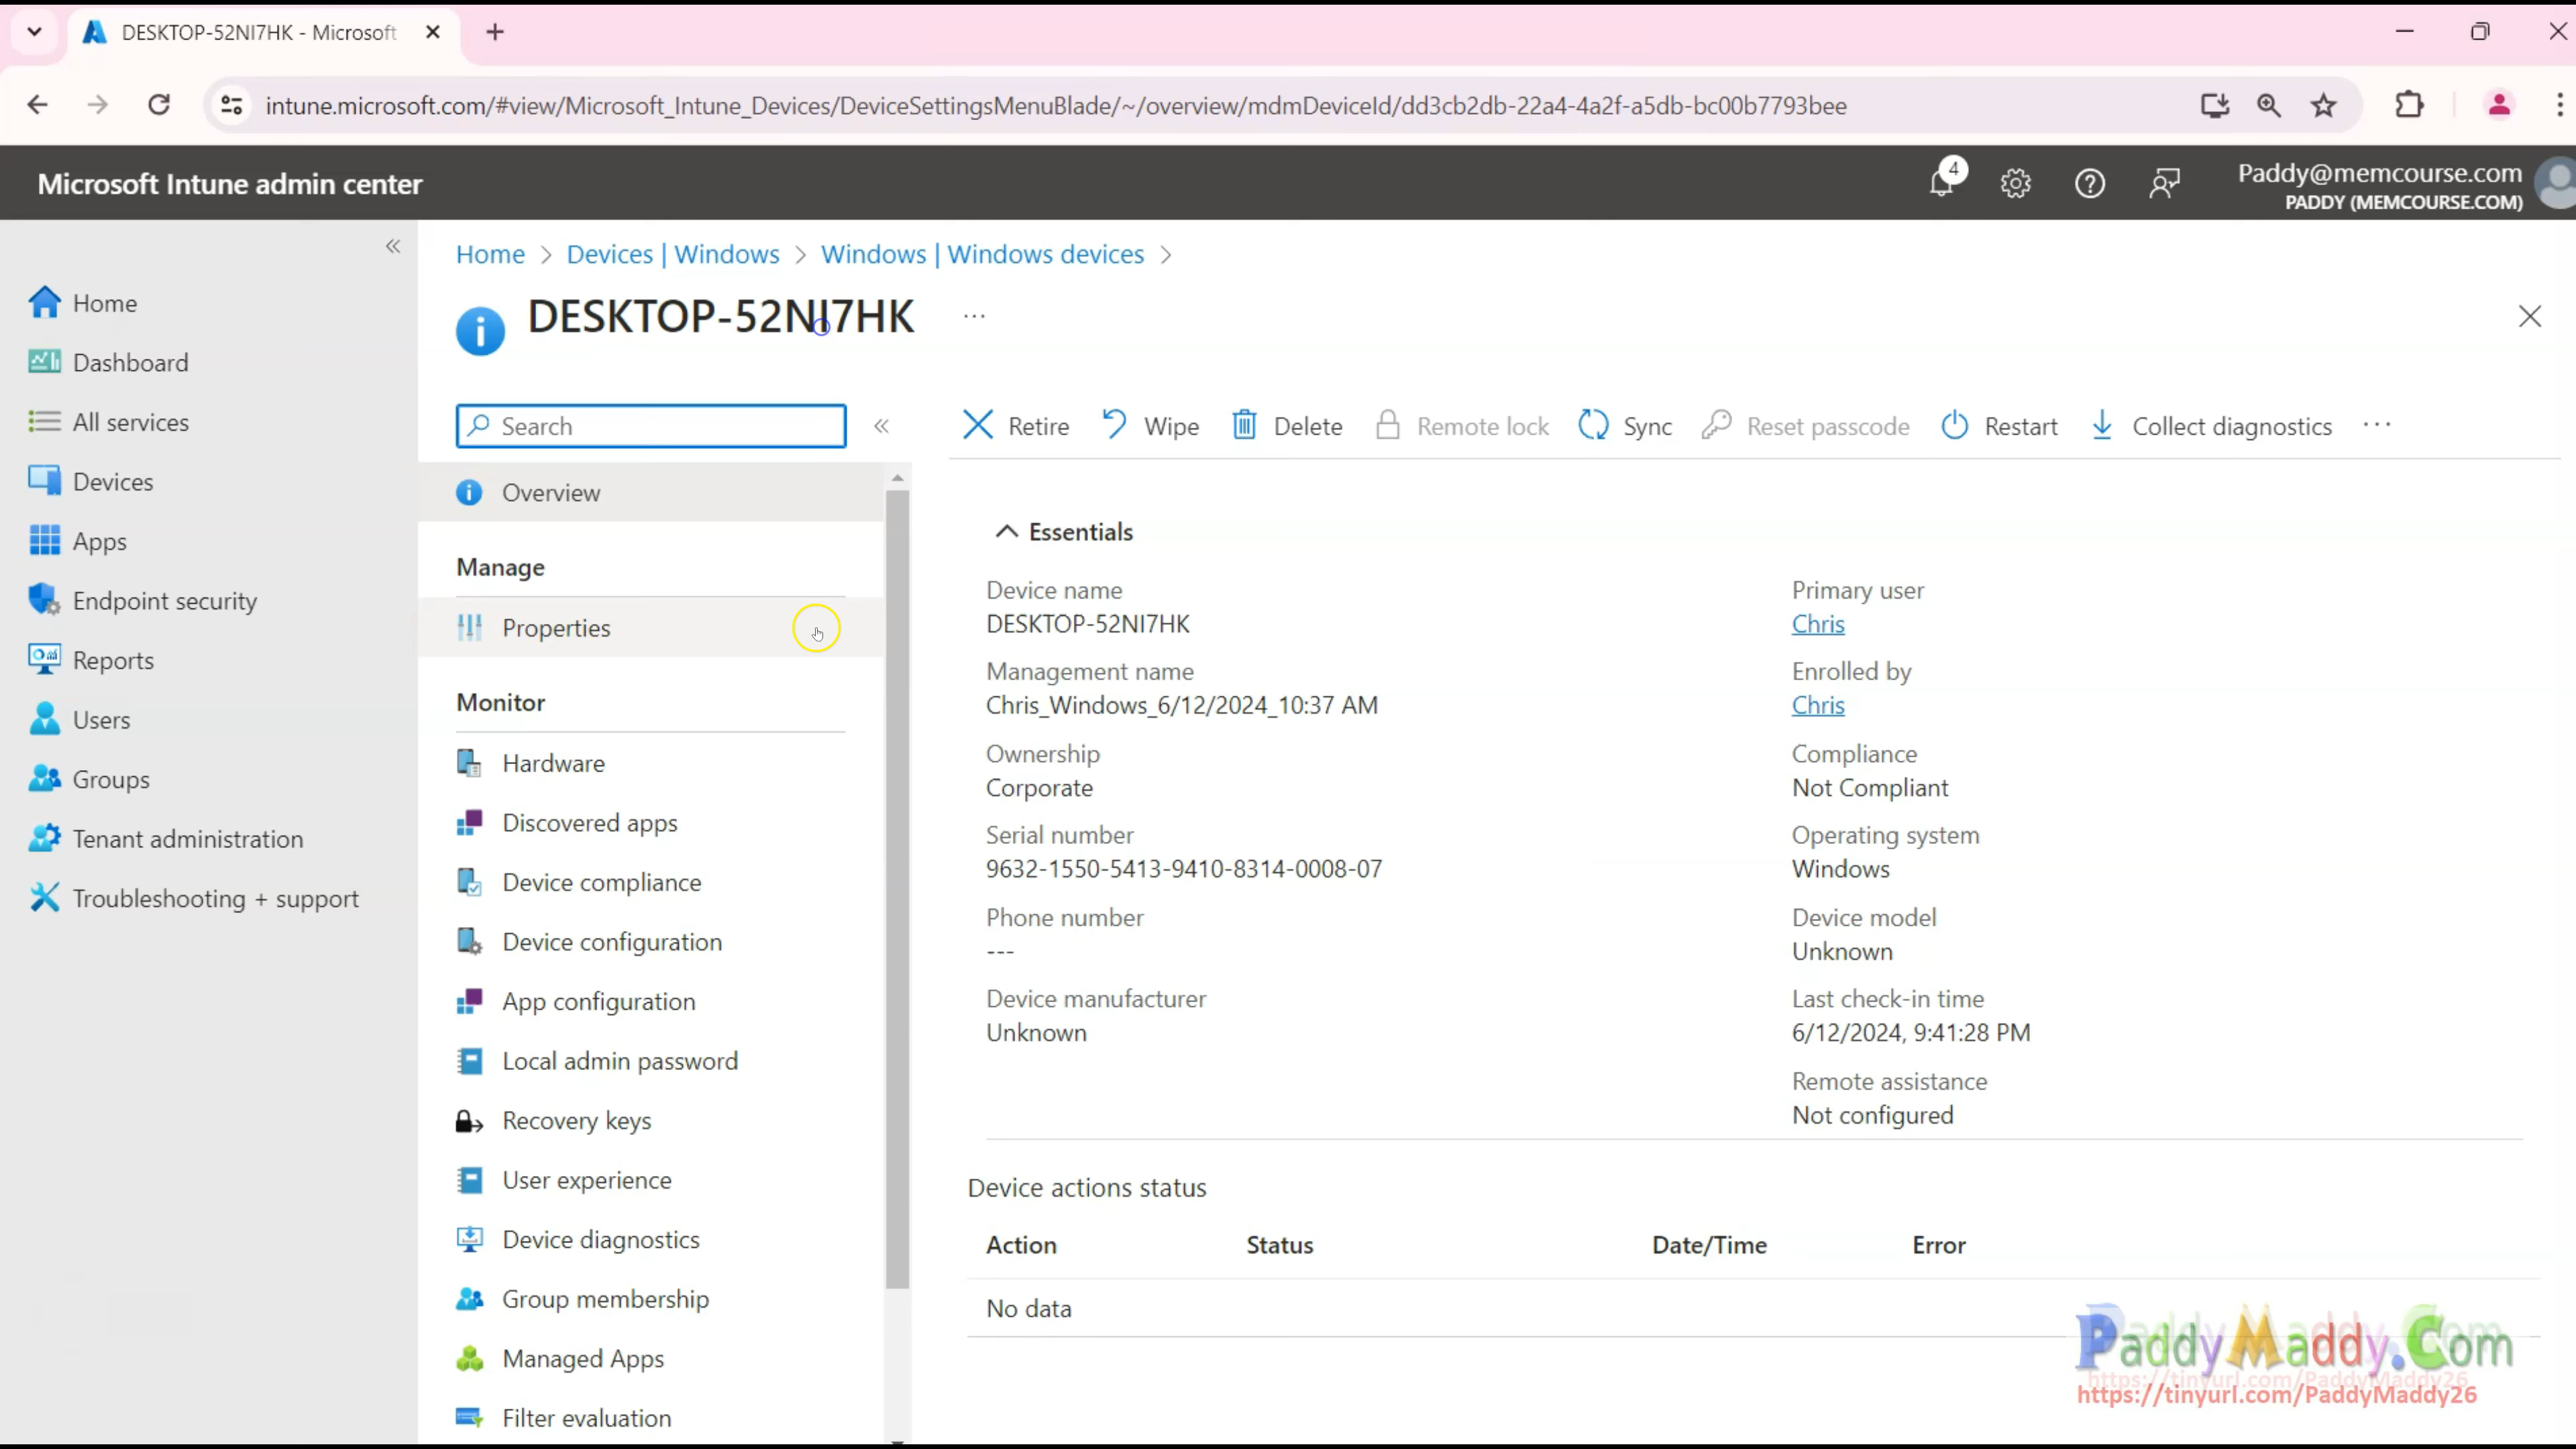 DESKTOP-52NI7HK - Microsoft
intune.microsoft.com/#view/Microsoft_Intune_Devices/DeviceSettingsMenuBlade/~/overview/mdmDeviceId/dd3cb2db-22a4-4a2f-a5db-bc00b7793bee
Microsoft Intune admin center
4
Paddy@memcourse.com
PADDY (MEMCOURSE.COM)
Home
Dashboard
All services
Devices
Apps
Endpoint security
Reports
Users
Groups
Tenant administration
Troubleshooting + support
Home > Devices | Windows > Windows | Windows devices >
DESKTOP-52NI7HK ...
Search
Overview
Manage
Properties
Monitor
Hardware
Discovered apps
Device compliance
Device configuration
App configuration
Local admin password
Recovery keys
User experience
Device diagnostics
Group membership
Managed Apps
Filter evaluation
Retire Wipe Delete Remote lock Sync Reset passcode Restart Collect diagnostics ...
Essentials
Device name
DESKTOP-52NI7HK
Management name
Chris_Windows_6/12/2024_10:37 AM
Ownership
Corporate
Serial number
9632-1550-5413-9410-8314-0008-07
Phone number
---
Device manufacturer
Unknown
Primary user
Chris
Enrolled by
Chris
Compliance
Not Compliant
Operating system
Windows
Device model
Unknown
Last check-in time
6/12/2024, 9:41:28 PM
Remote assistance
Not configured
Device actions status
Action Status Date/Time Error
No data
PaddyMaddy.Com
https://tinyurl.com/PaddyMaddy26
https://tinyurl.com/PaddyMaddy26